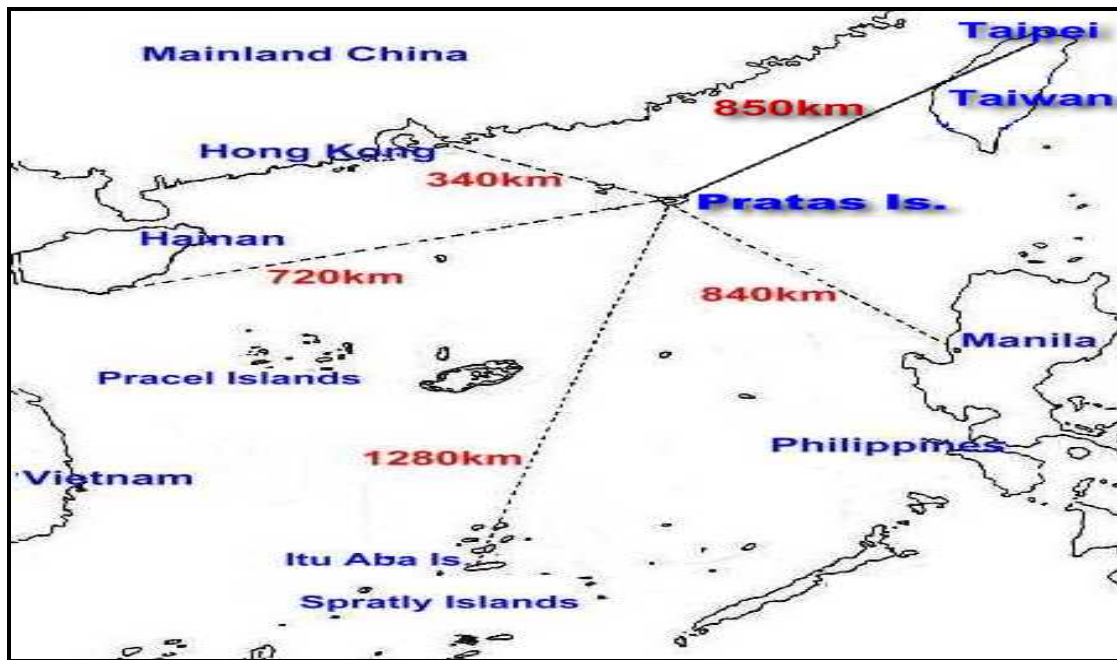 Taipei
Mainland China
Taiwan
850km
Hong Kong
340km
Pratas Is.
Hainan
720km
840km
Manila
Pracel Islands
Philippines
1280km
Vietnam
Itu Aba Is.
Spratly Islands